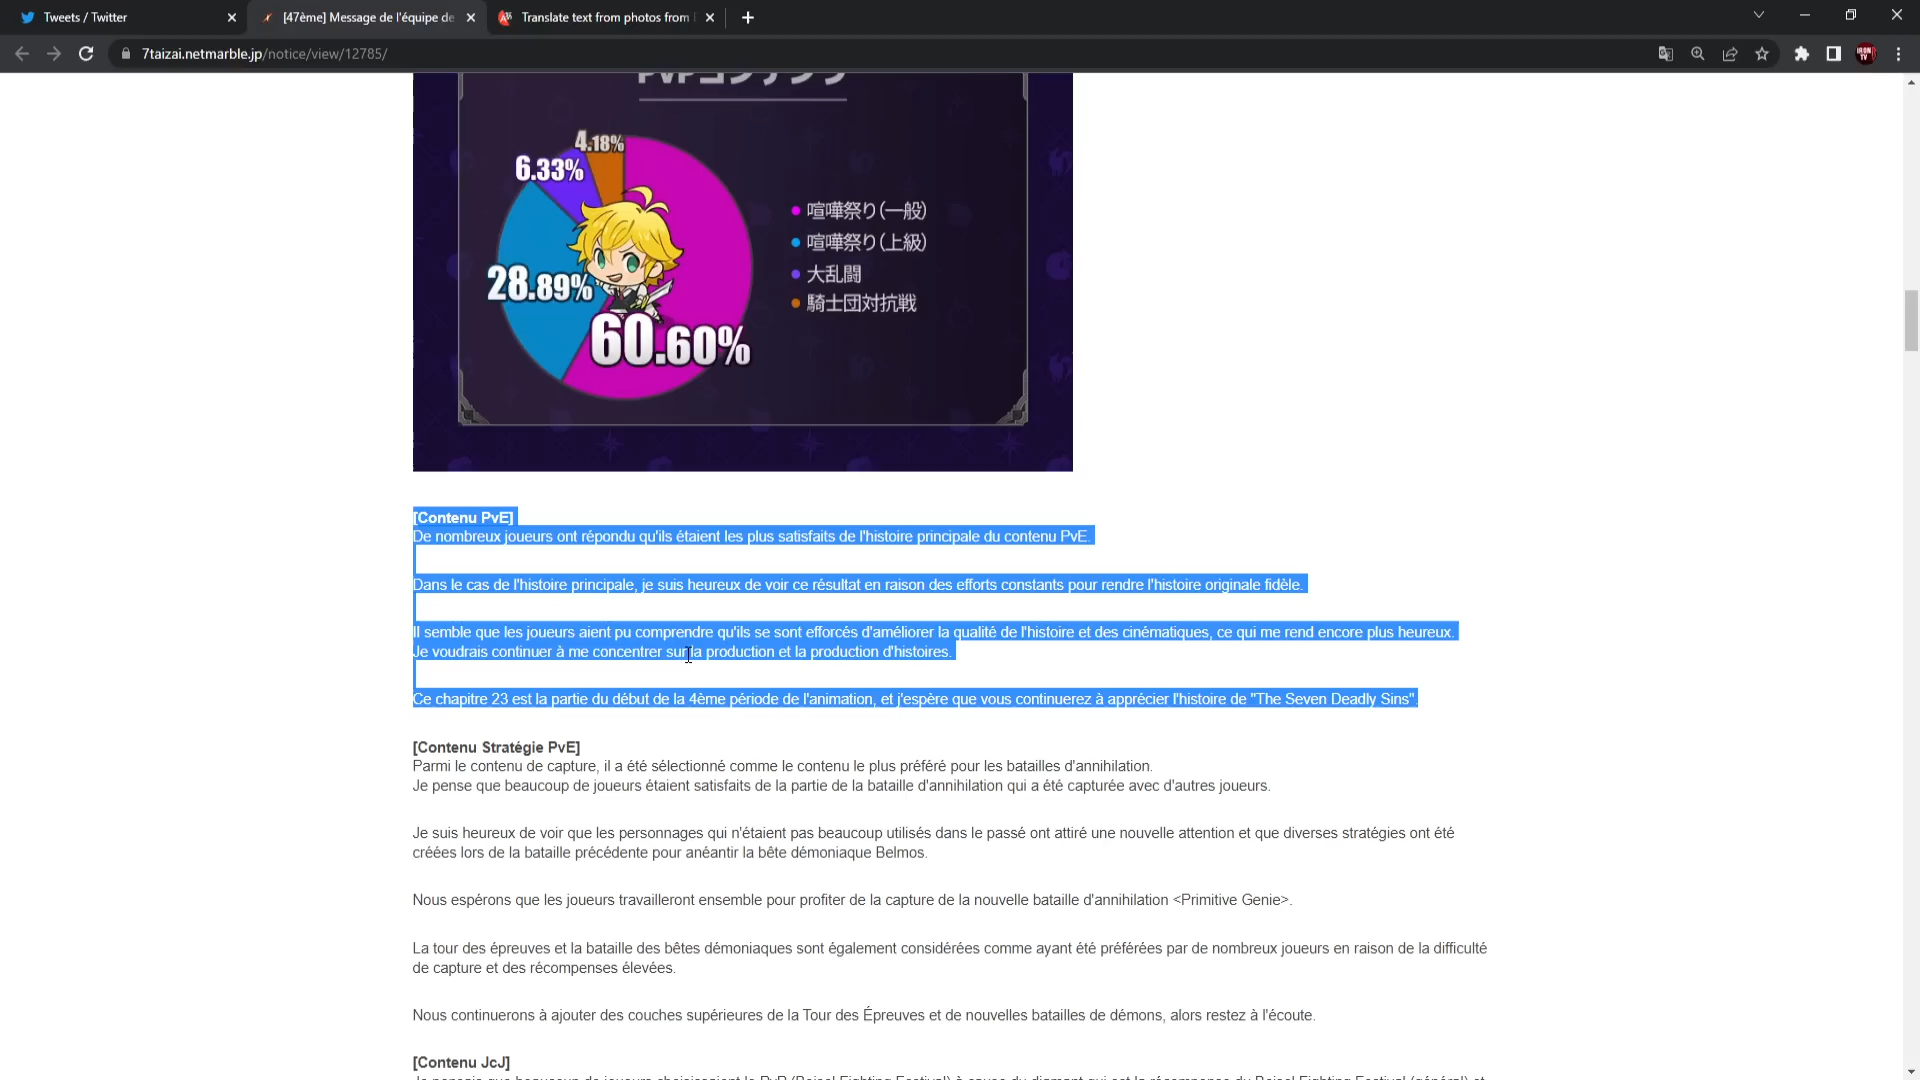 Tweets / Twitter
[47ème] Message de l'équipe de
Translate text from photos from
7taizai.netmarble.jp/notice/view/12785/
PvPコンテンツ
4.18%
6.33%
28.89%
60.60%
喧嘩祭り(一般)
喧嘩祭り(上級)
大乱闘
騎士団対抗戦
[Contenu PvE]
De nombreux joueurs ont répondu qu'ils étaient les plus satisfaits de l'histoire principale du contenu PvE.
Dans le cas de l'histoire principale, je suis heureux de voir ce résultat en raison des efforts constants pour rendre l'histoire originale fidèle.
Il semble que les joueurs aient pu comprendre qu'ils se sont efforcés d'améliorer la qualité de l'histoire et des cinématiques, ce qui me rend encore plus heureux.
Je voudrais continuer à me concentrer sur la production et la production d'histoires.
Ce chapitre 23 est la partie du début de la 4ème période de l'animation, et j'espère que vous continuerez à apprécier l'histoire de "The Seven Deadly Sins".
[Contenu Stratégie PvE]
Parmi le contenu de capture, il a été sélectionné comme le contenu le plus préféré pour les batailles d'annihilation.
Je pense que beaucoup de joueurs étaient satisfaits de la partie de la bataille d'annihilation qui a été capturée avec d'autres joueurs.
Je suis heureux de voir que les personnages qui n'étaient pas beaucoup utilisés dans le passé ont attiré une nouvelle attention et que diverses stratégies ont été
créées lors de la bataille précédente pour anéantir la bête démoniaque Belmos.
Nous espérons que les joueurs travailleront ensemble pour profiter de la capture de la nouvelle bataille d'annihilation <Primitive Genie>.
La tour des épreuves et la bataille des bêtes démoniaques sont également considérées comme ayant été préférées par de nombreux joueurs en raison de la difficulté
de capture et des récompenses élevées.
Nous continuerons à ajouter des couches supérieures de la Tour des Épreuves et de nouvelles batailles de démons, alors restez à l'écoute.
[Contenu JcJ]